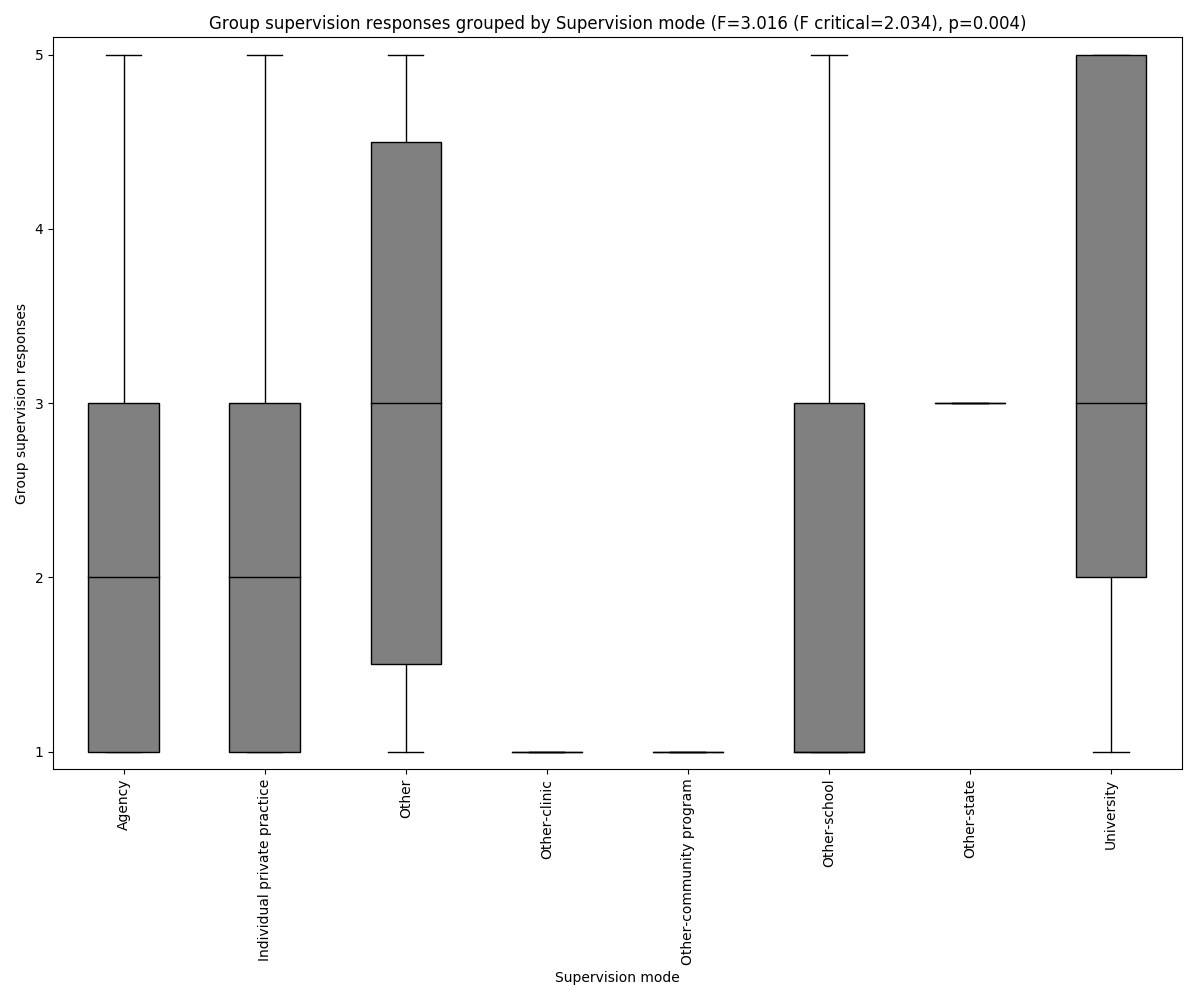 Group supervision responses grouped by Supervision mode (F=3.016 (F critical=2.034), p=0.004)
Group supervision responses
5
4
3
2
1
Agency
Individual private practice
Other
Other-clinic
Other-community program
Other-school
Other-state
University
Supervision mode